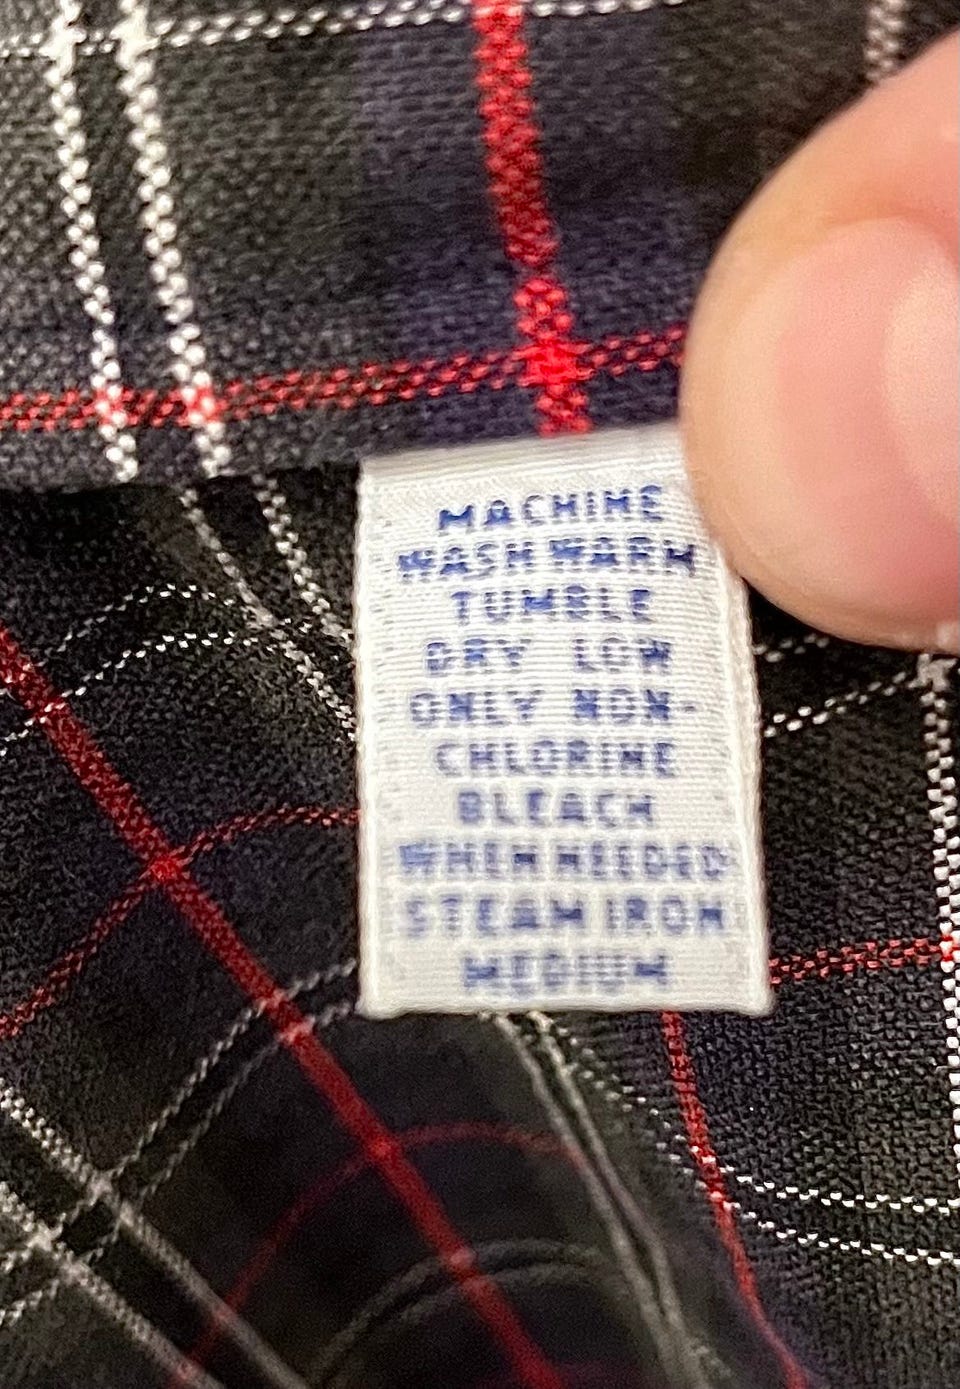 MACHINE
WASH WARM
TUMBLE
DRY LOW
ONLY NON-
CHLORINE
BLEACH
WHEN NEEDED
STEAM IRON
MEDIUM